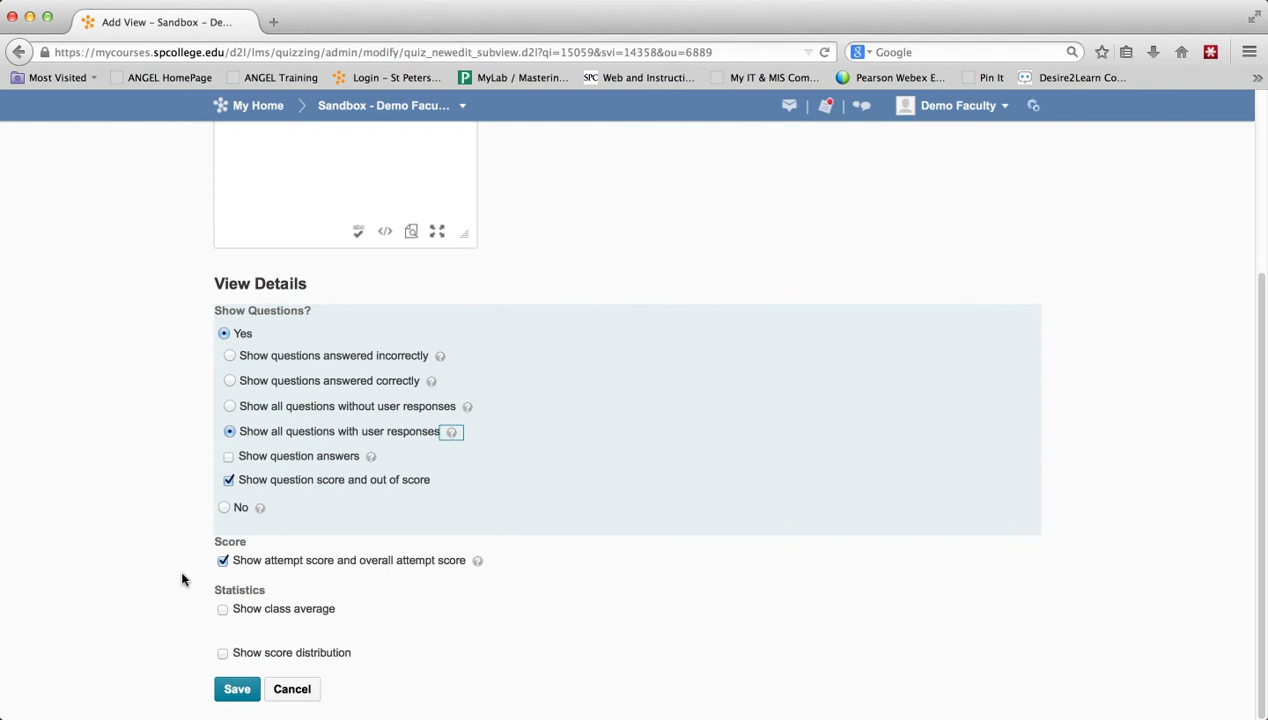 Add View – Sandbox – De...
https://mycourses.spcollege.edu/d2l/lms/quizzing/admin/modify/quiz_newedit_subview.d2l?qi=15059&svi=14358&ou=6889
Google
Most Visited
ANGEL HomePage
ANGEL Training
Login – St Peters...
MyLab / Masterin...
SPC
Web and Instructi...
My IT & MIS Com...
Pearson Webex E...
Pin It
Desire2Learn Co...
My Home
Sandbox - Demo Facu...
Demo Faculty
abc
View Details
Show Questions?
Yes
Show questions answered incorrectly
Show questions answered correctly
Show all questions without user responses
Show all questions with user responses
Show question answers
Show question score and out of score
No
Score
Show attempt score and overall attempt score
Statistics
Show class average
Show score distribution
Save Cancel